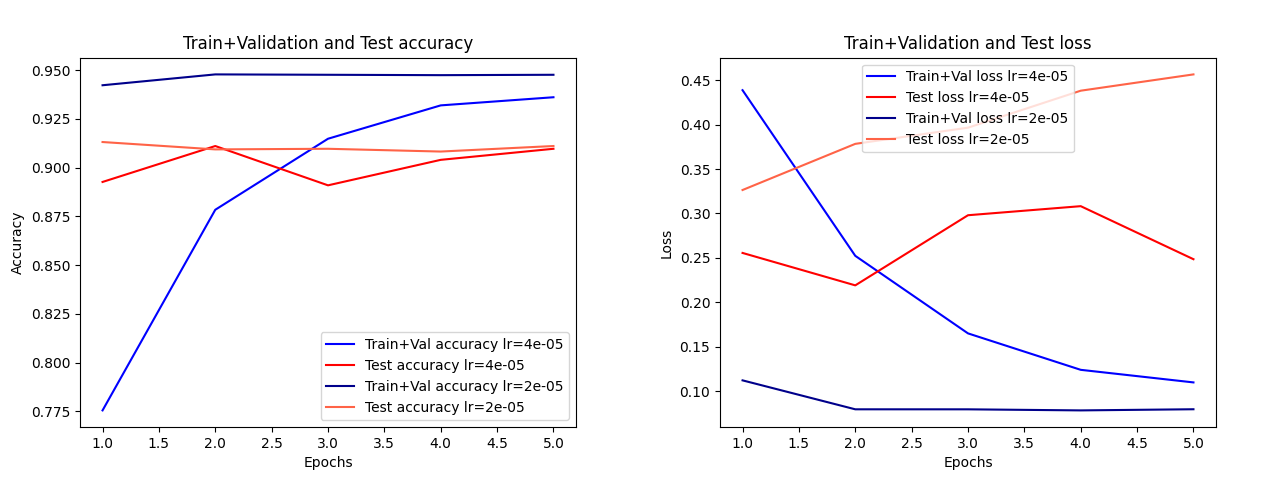 Train+Validation and Test accuracy
Accuracy
0.950
0.925
0.900
0.875
0.850
0.825
0.800
0.775
Train+Val accuracy lr=4e-05
Test accuracy lr=4e-05
Train+Val accuracy lr=2e-05
Test accuracy lr=2e-05
1.0 1.5 2.0 2.5 3.0 3.5 4.0 4.5 5.0
Epochs
Train+Validation and Test loss
Loss
0.45
0.40
0.35
0.30
0.25
0.20
0.15
0.10
Train+Val loss lr=4e-05
Test loss lr=4e-05
Train+Val loss lr=2e-05
Test loss lr=2e-05
1.0 1.5 2.0 2.5 3.0 3.5 4.0 4.5 5.0
Epochs